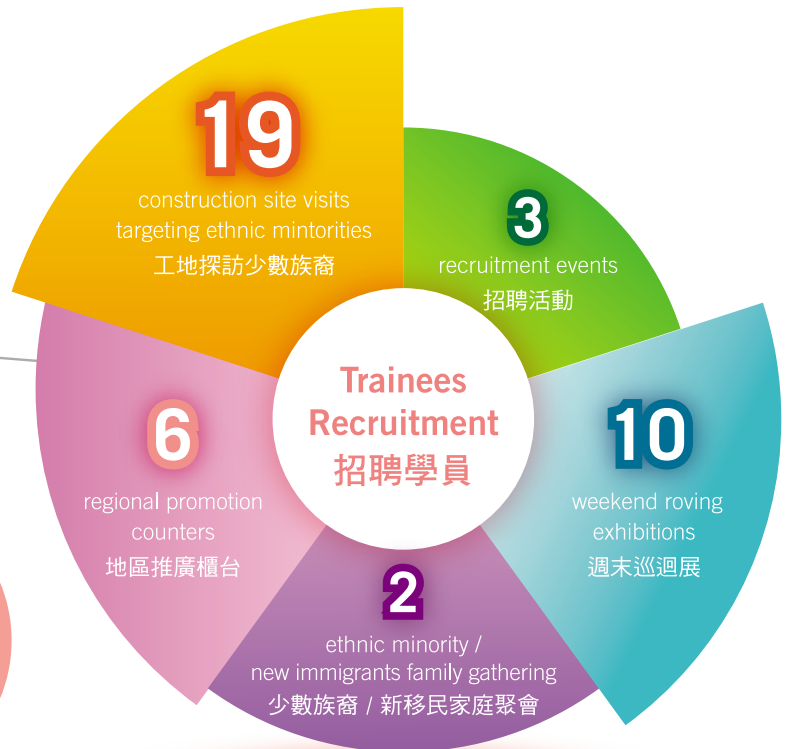 19
construction site visits
targeting ethnic mintorities
工地探訪少數族裔
3
recruitment events
招聘活動
Trainees
Recruitment
招聘學員
6
regional promotion
counters
地區推廣櫃台
10
weekend roving
exhibitions
週末巡迴展
2
ethnic minority /
new immigrants family gathering
少數族裔 / 新移民家庭聚會